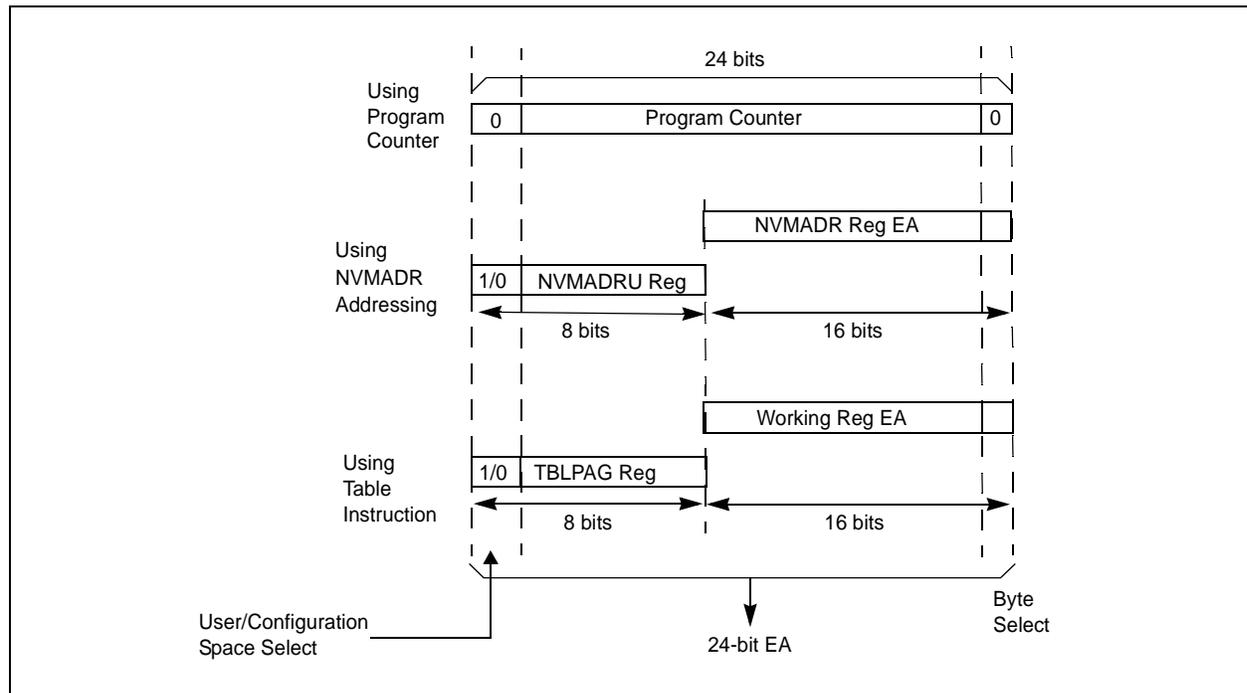 24 bits
Using
Program
Counter
0
Program Counter
0
NVMADR Reg EA
Using
NVMADR
Addressing
1/0
NVMADRU Reg
8 bits
16 bits
Working Reg EA
Using
Table
Instruction
1/0
TBLPAG Reg
8 bits
16 bits
User/Configuration
Space Select
24-bit EA
Byte
Select